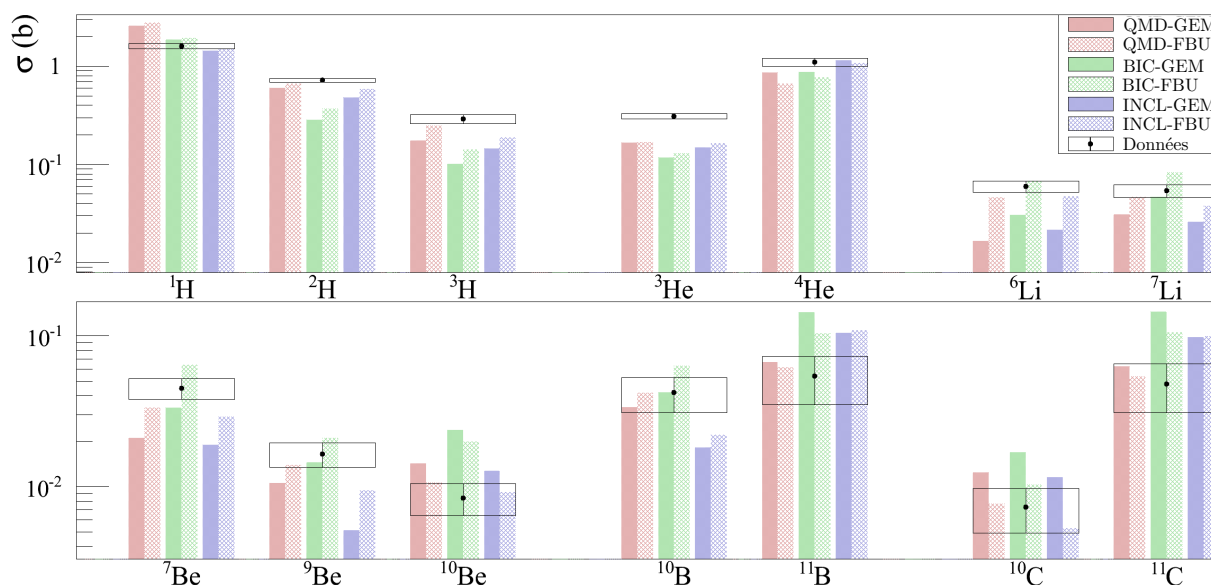 σ (b)
1
10⁻¹
10⁻²
QMD-GEM
QMD-FBU
BIC-GEM
BIC-FBU
INCL-GEM
INCL-FBU
Données
¹H ²H ³H ³He ⁴He ⁶Li ⁷Li
10⁻¹
10⁻²
⁷Be ⁹Be ¹⁰Be ¹⁰B ¹¹B ¹⁰C ¹¹C